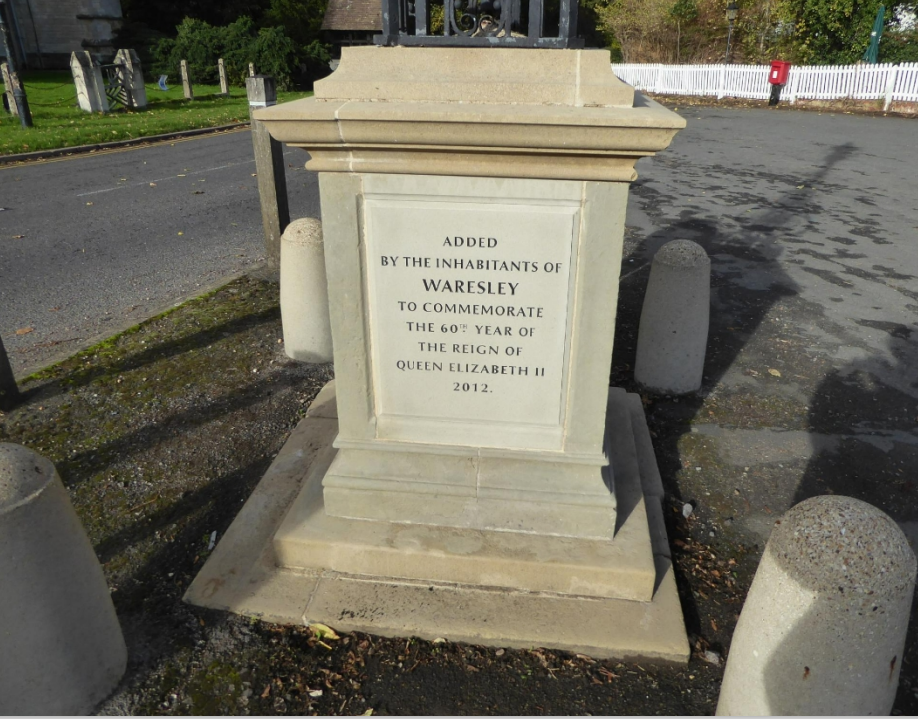 ADDED
BY THE INHABITANTS OF
WARESLEY
TO COMMEMORATE
THE 60TH YEAR OF
THE REIGN OF
QUEEN ELIZABETH II
2012.